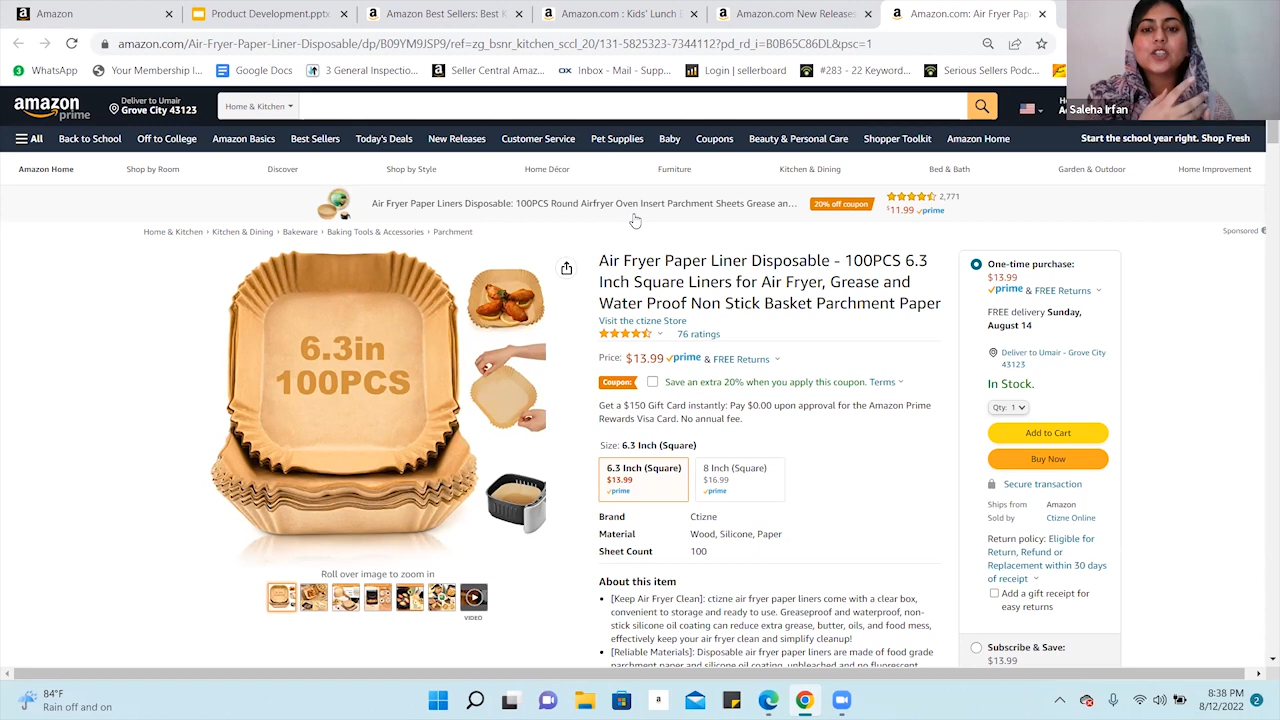 Amazon
Product Development.pptx
Amazon Best Sellers: Best K
Amazon.com : Kids' Lunch B
Amazon.com New Releases
Amazon.com: Air Fryer Pap
amazon.com/Air-Fryer-Paper-Liner-Disposable/dp/B09YM9JSTS/ref=zg_bsnr_kitchen_sccl_20/131-5825323-7344112?pd_rd_i=B0B65C86DL&psc=1
WhatsApp
Your Membership I...
Google Docs
3 General Inspectio...
Seller Central Amaz...
Inbox - Mail - Supp...
Login | sellerboard
#283 - 22 Keyword...
Serious Sellers Podc...
Saleha Irfan
amazon prime
Deliver to Umair
Grove City 43123
Home & Kitchen
All
Back to School
Off to College
Amazon Basics
Best Sellers
Today's Deals
New Releases
Customer Service
Pet Supplies
Baby
Coupons
Beauty & Personal Care
Shopper Toolkit
Amazon Home
Start the school year right. Shop Fresh
Amazon Home
Shop by Room
Discover
Shop by Style
Home Décor
Furniture
Kitchen & Dining
Bed & Bath
Garden & Outdoor
Home Improvement
Air Fryer Paper Liners Disposable: 100PCS Round Airfryer Oven Insert Parchment Sheets Grease an...
20% off coupon
2,771
$11.99 prime
Home & Kitchen › Kitchen & Dining › Bakeware › Baking Tools & Accessories › Parchment
Sponsored
6.3in
100PCS
Roll over image to zoom in
VIDEO
Air Fryer Paper Liner Disposable - 100PCS 6.3
Inch Square Liners for Air Fryer, Grease and
Water Proof Non Stick Basket Parchment Paper
Visit the ctizne Store
76 ratings
Price: $13.99 prime & FREE Returns
Coupon: Save an extra 20% when you apply this coupon. Terms
Get a $150 Gift Card instantly: Pay $0.00 upon approval for the Amazon Prime
Rewards Visa Card. No annual fee.
Size: 6.3 Inch (Square)
6.3 Inch (Square)
$13.99
prime
8 Inch (Square)
$16.99
prime
Brand Ctizne
Material Wood, Silicone, Paper
Sheet Count 100
About this item
• [Keep Air Fryer Clean]: ctizne air fryer paper liners come with a clear box,
convenient to storage and ready to use. Greaseproof and waterproof, non-
stick silicone oil coating can reduce extra grease, butter, oils, and food mess,
effectively keep your air fryer clean and simplify cleanup!
• [Reliable Materials]: Disposable air fryer paper liners are made of food grade
parchment paper and silicone oil coating, unbleached and no fluorescent
One-time purchase:
$13.99
prime & FREE Returns
FREE delivery Sunday,
August 14
Deliver to Umair - Grove City
43123
In Stock.
Qty: 1
Add to Cart
Buy Now
Secure transaction
Ships from Amazon
Sold by Ctizne Online
Return policy: Eligible for
Return, Refund or
Replacement within 30 days
of receipt
Add a gift receipt for
easy returns
Subscribe & Save:
$13.99
84°F
Rain off and on
8:38 PM
8/12/2022
2